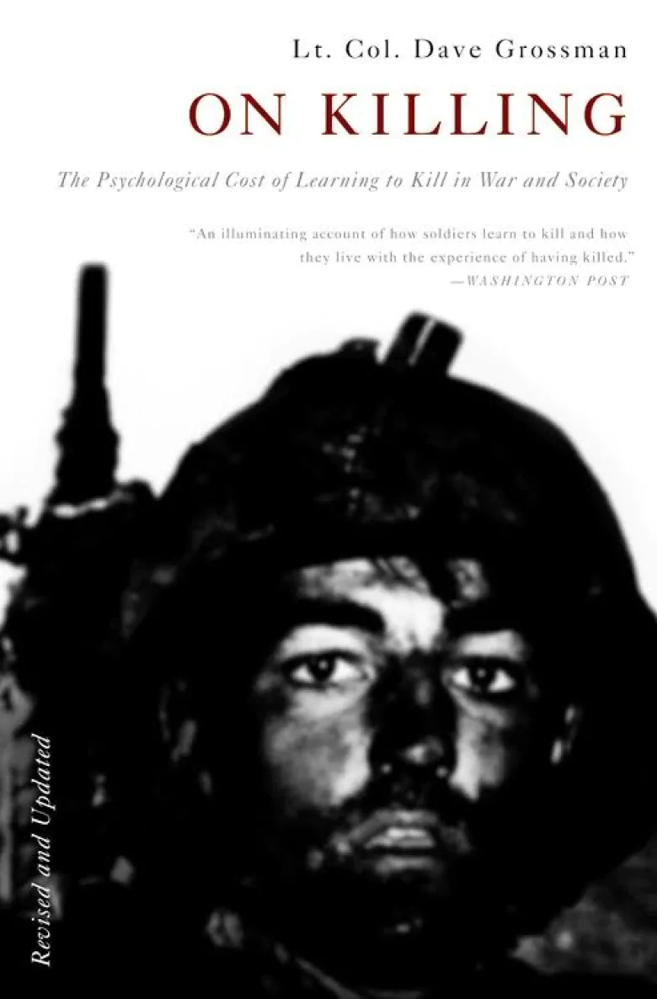 Lt. Col. Dave Grossman
ON KILLING
The Psychological Cost of Learning to Kill in War and Society
“An illuminating account of how soldiers learn to kill and how
they live with the experience of having killed.”
—WASHINGTON POST
Revised and Updated